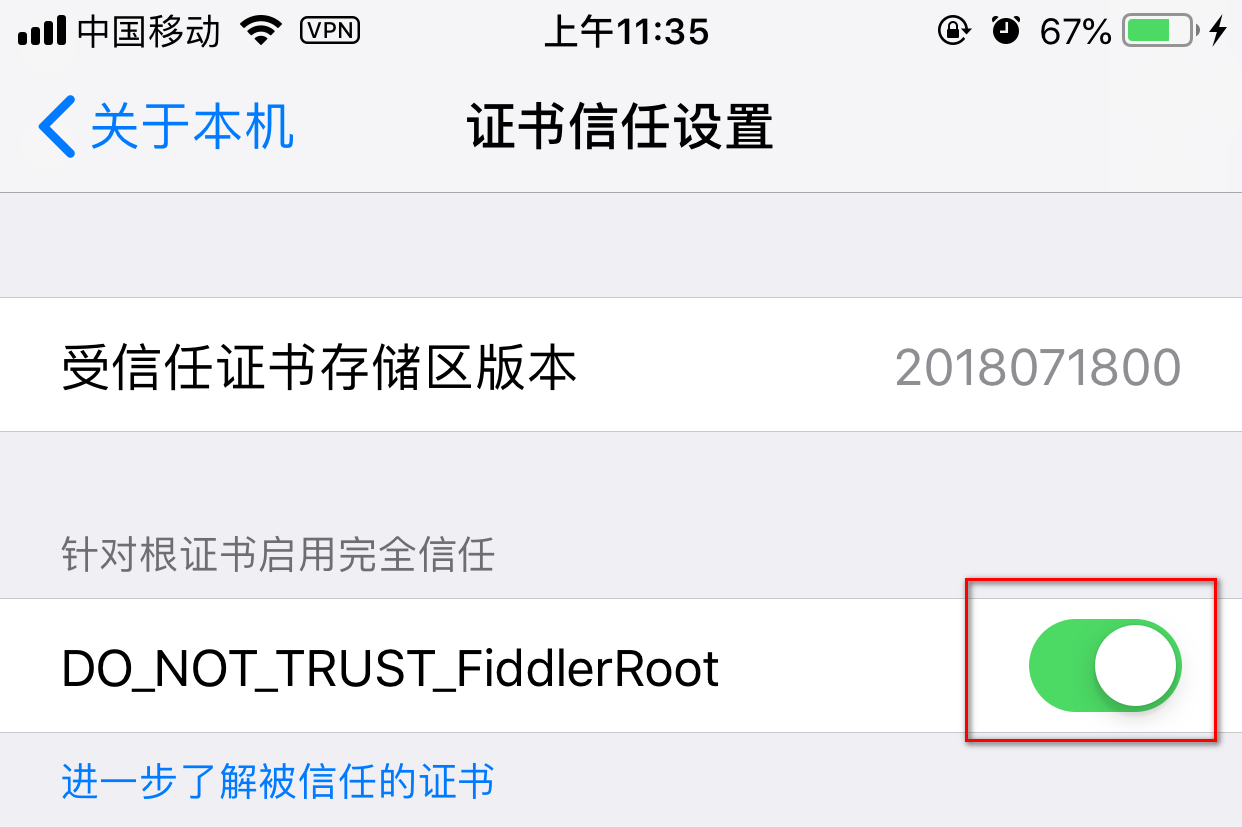 中国移动 VPN 上午11:35 67%
关于本机 证书信任设置
受信任证书存储区版本 2018071800
针对根证书启用完全信任
DO_NOT_TRUST_FiddlerRoot
进一步了解被信任的证书